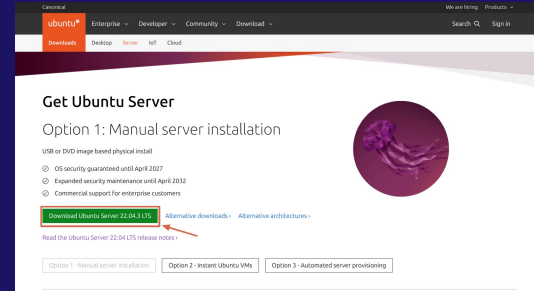 Canonical
We are hiring Products
ubuntu Enterprise Developer Community Download Search Sign in
Downloads Desktop Server IoT Cloud
Get Ubuntu Server
Option 1: Manual server installation
USB or DVD image based physical install
OS security guaranteed until April 2027
Expanded security maintenance until April 2032
Commercial support for enterprise customers
Download Ubuntu Server 22.04.3 LTS Alternative downloads › Alternative architectures ›
Read the Ubuntu Server 22.04 LTS release notes ›
Option 1 - Manual server installation Option 2 - Instant Ubuntu VMs Option 3 - Automated server provisioning